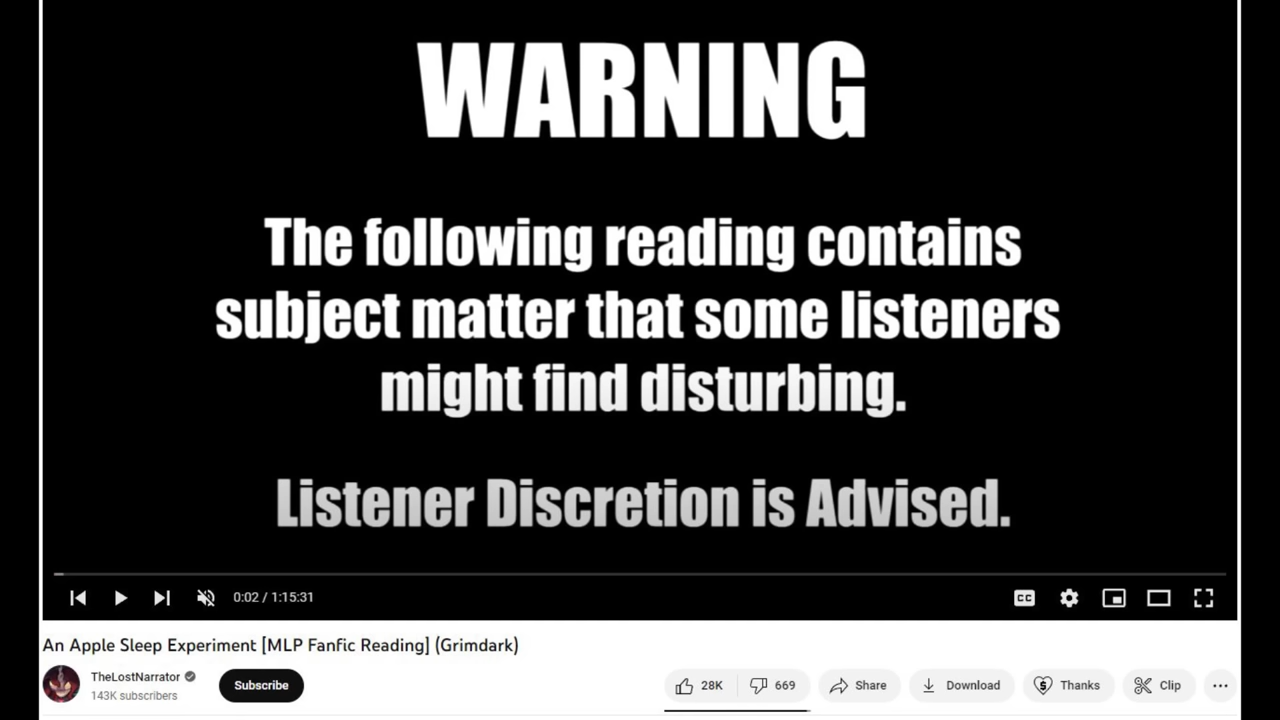 WARNING
The following reading contains
subject matter that some listeners
might find disturbing.
Listener Discretion is Advised.
0:02 / 1:15:31
CC
An Apple Sleep Experiment [MLP Fanfic Reading] (Grimdark)
TheLostNarrator
143K subscribers
Subscribe
28K
669
Share
Download
$
Thanks
Clip